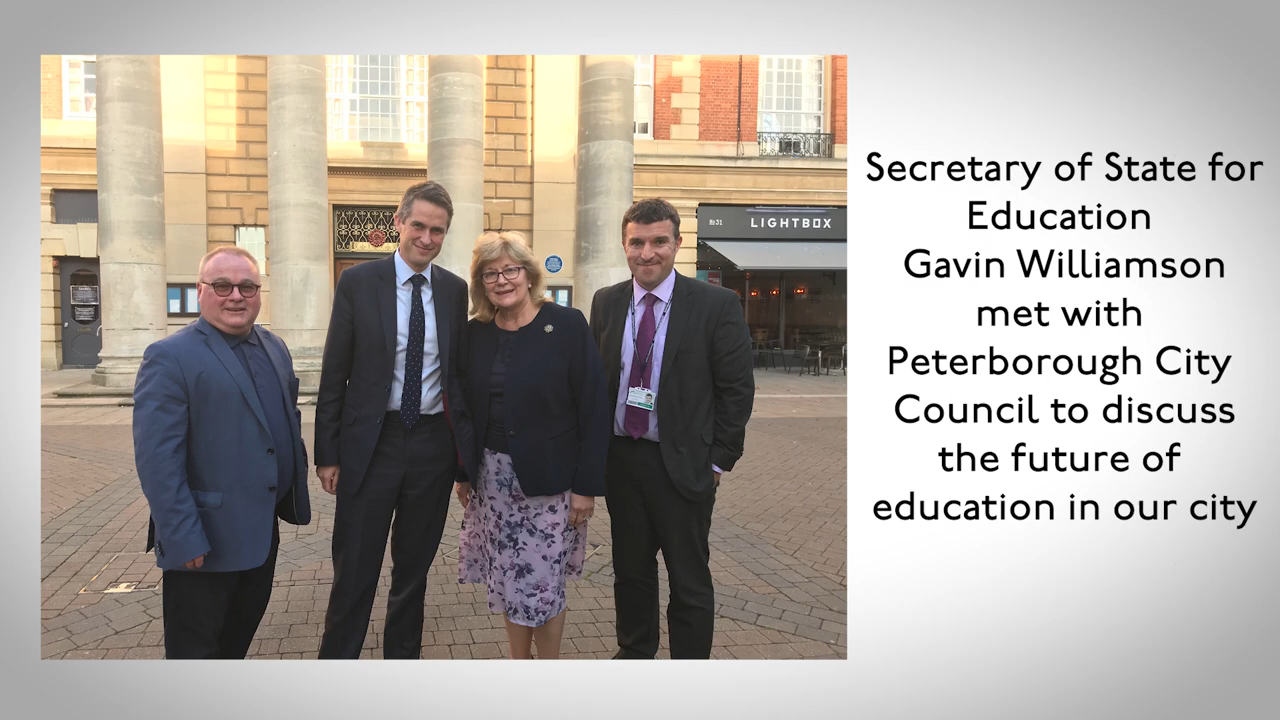 Secretary of State for
Education
Gavin Williamson
met with
Peterborough City
Council to discuss
the future of
education in our city
LIGHTBOX